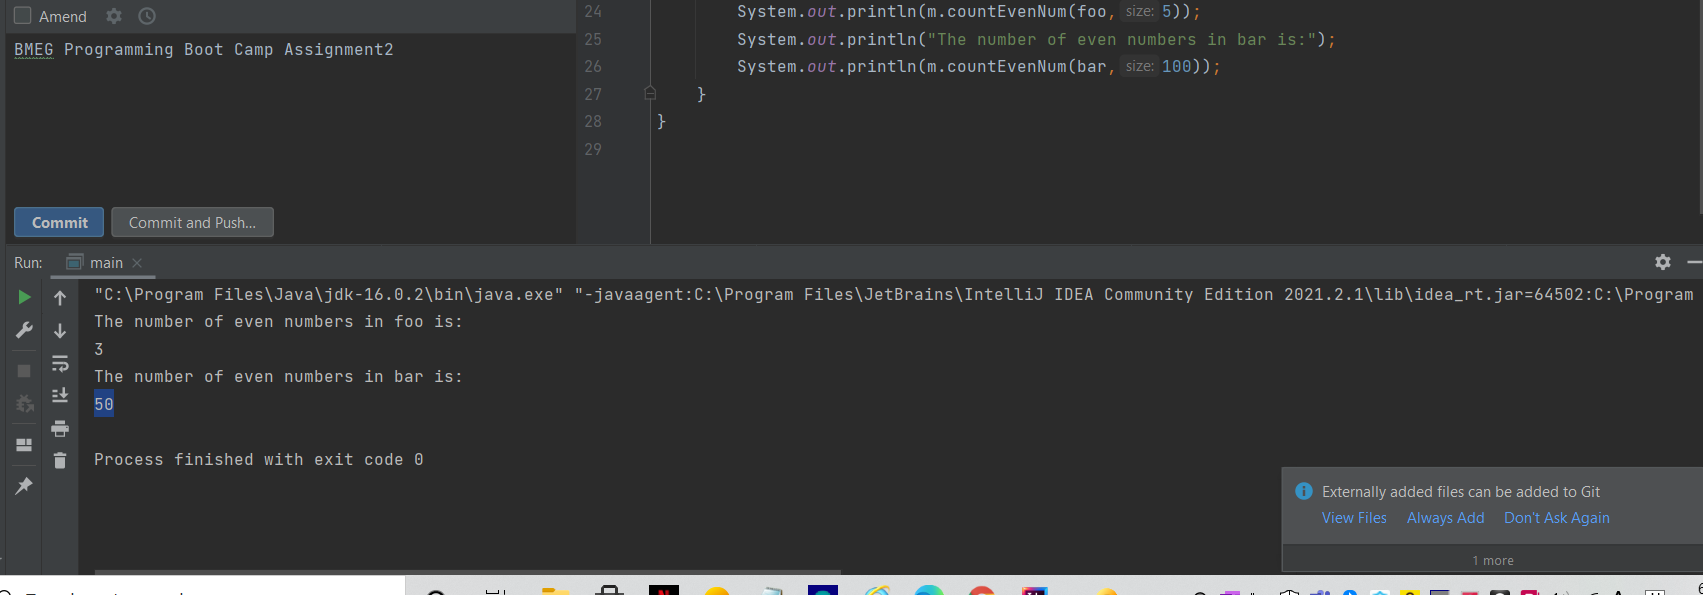 Amend
BMEG Programming Boot Camp Assignment2
Commit
Commit and Push...
24 System.out.println(m.countEvenNum(foo, size: 5));
25 System.out.println("The number of even numbers in bar is:");
26 System.out.println(m.countEvenNum(bar, size: 100));
27 }
28 }
29
Run: main
"C:\Program Files\Java\jdk-16.0.2\bin\java.exe" "-javaagent:C:\Program Files\JetBrains\IntelliJ IDEA Community Edition 2021.2.1\lib\idea_rt.jar=64502:C:\Program
The number of even numbers in foo is:
3
The number of even numbers in bar is:
50
Process finished with exit code 0
Externally added files can be added to Git
View Files Always Add Don't Ask Again
1 more